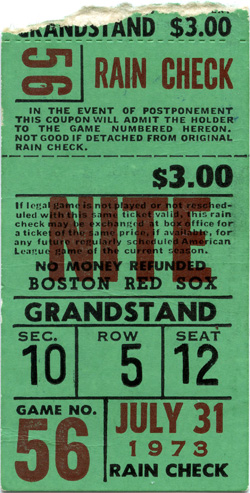 GRANDSTAND $3.00
56
RAIN CHECK
IN THE EVENT OF POSTPONEMENT
THIS COUPON WILL ADMIT THE HOLDER
TO THE GAME NUMBERED HEREON.
NOT GOOD IF DETACHED FROM ORIGINAL
RAIN CHECK.
$3.00
NITE
If legal game is not played or not resched-
uled with this same ticket valid, this rain
check may be exchanged at box office for
a ticket of the same price, if available, for
any future regularly scheduled American
League game of the current season.
NO MONEY REFUNDED
BOSTON RED SOX
GRANDSTAND
SEC. ROW SEAT
10 5 12
GAME NO.
56
JULY 31
1973
RAIN CHECK